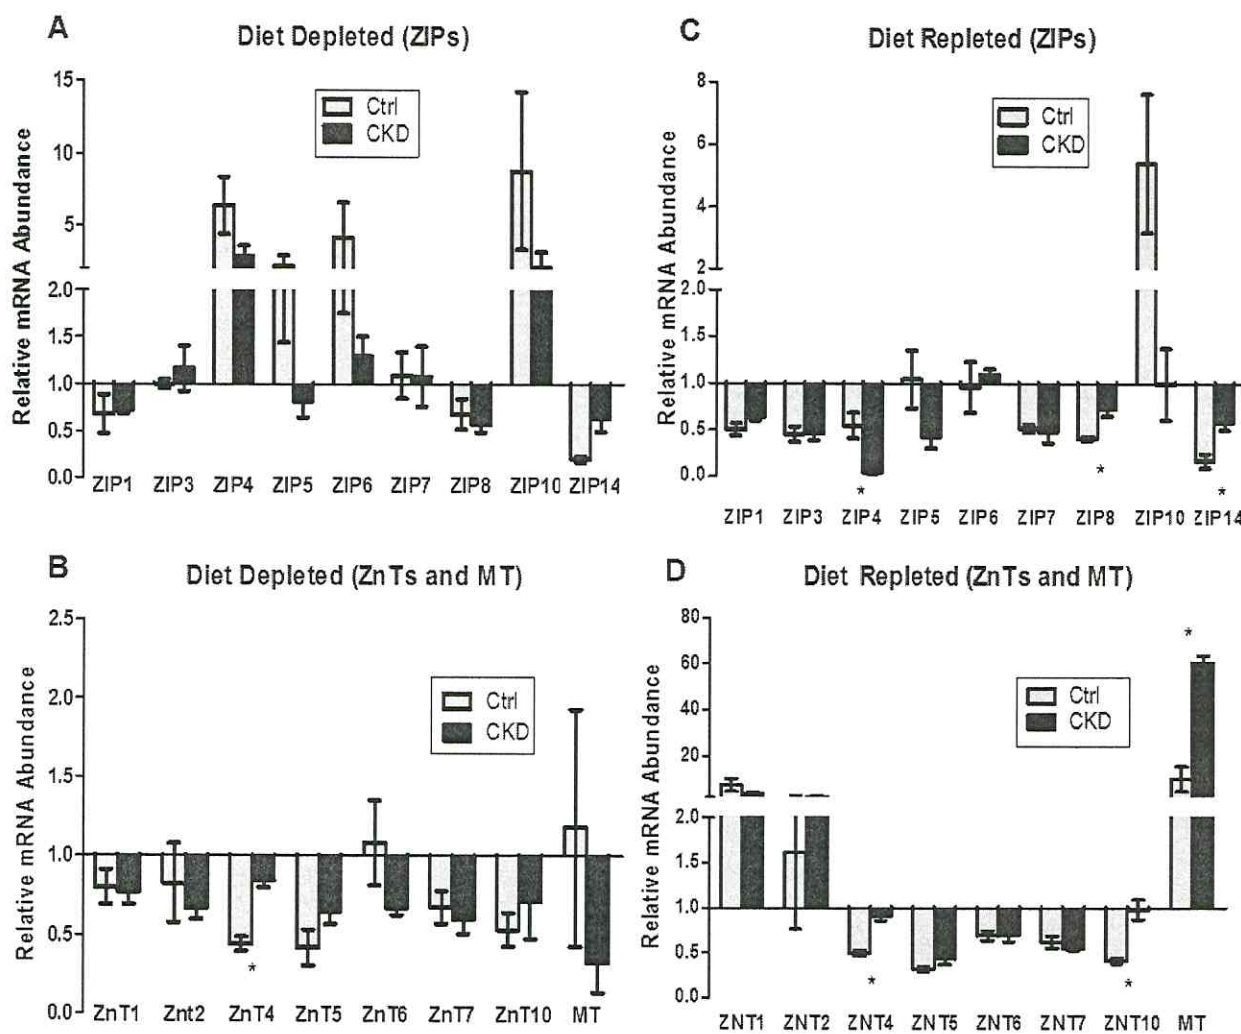 A
Diet Depleted (ZIPs)
Relative mRNA Abundance
15
10
5
2.0
1.5
1.0
0.5
0.0
Ctrl
CKD
ZIP1 ZIP3 ZIP4 ZIP5 ZIP6 ZIP7 ZIP8 ZIP10 ZIP14
C
Diet Repleted (ZIPs)
Relative mRNA Abundance
8
6
4
2
2.0
1.5
1.0
0.5
0.0
Ctrl
CKD
* * *
ZIP1 ZIP3 ZIP4 ZIP5 ZIP6 ZIP7 ZIP8 ZIP10 ZIP14
B
Diet Depleted (ZnTs and MT)
Relative mRNA Abundance
2.5
2.0
1.5
1.0
0.5
0.0
Ctrl
CKD
*
ZnT1 Znt2 ZnT4 ZnT5 ZnT6 ZnT7 ZnT10 MT
D
Diet Repleted (ZnTs and MT)
Relative mRNA Abundance
80
60
40
20
2.0
1.5
1.0
0.5
0.0
Ctrl
CKD
*
* *
ZNT1 ZNT2 ZNT4 ZNT5 ZNT6 ZNT7 ZNT10 MT